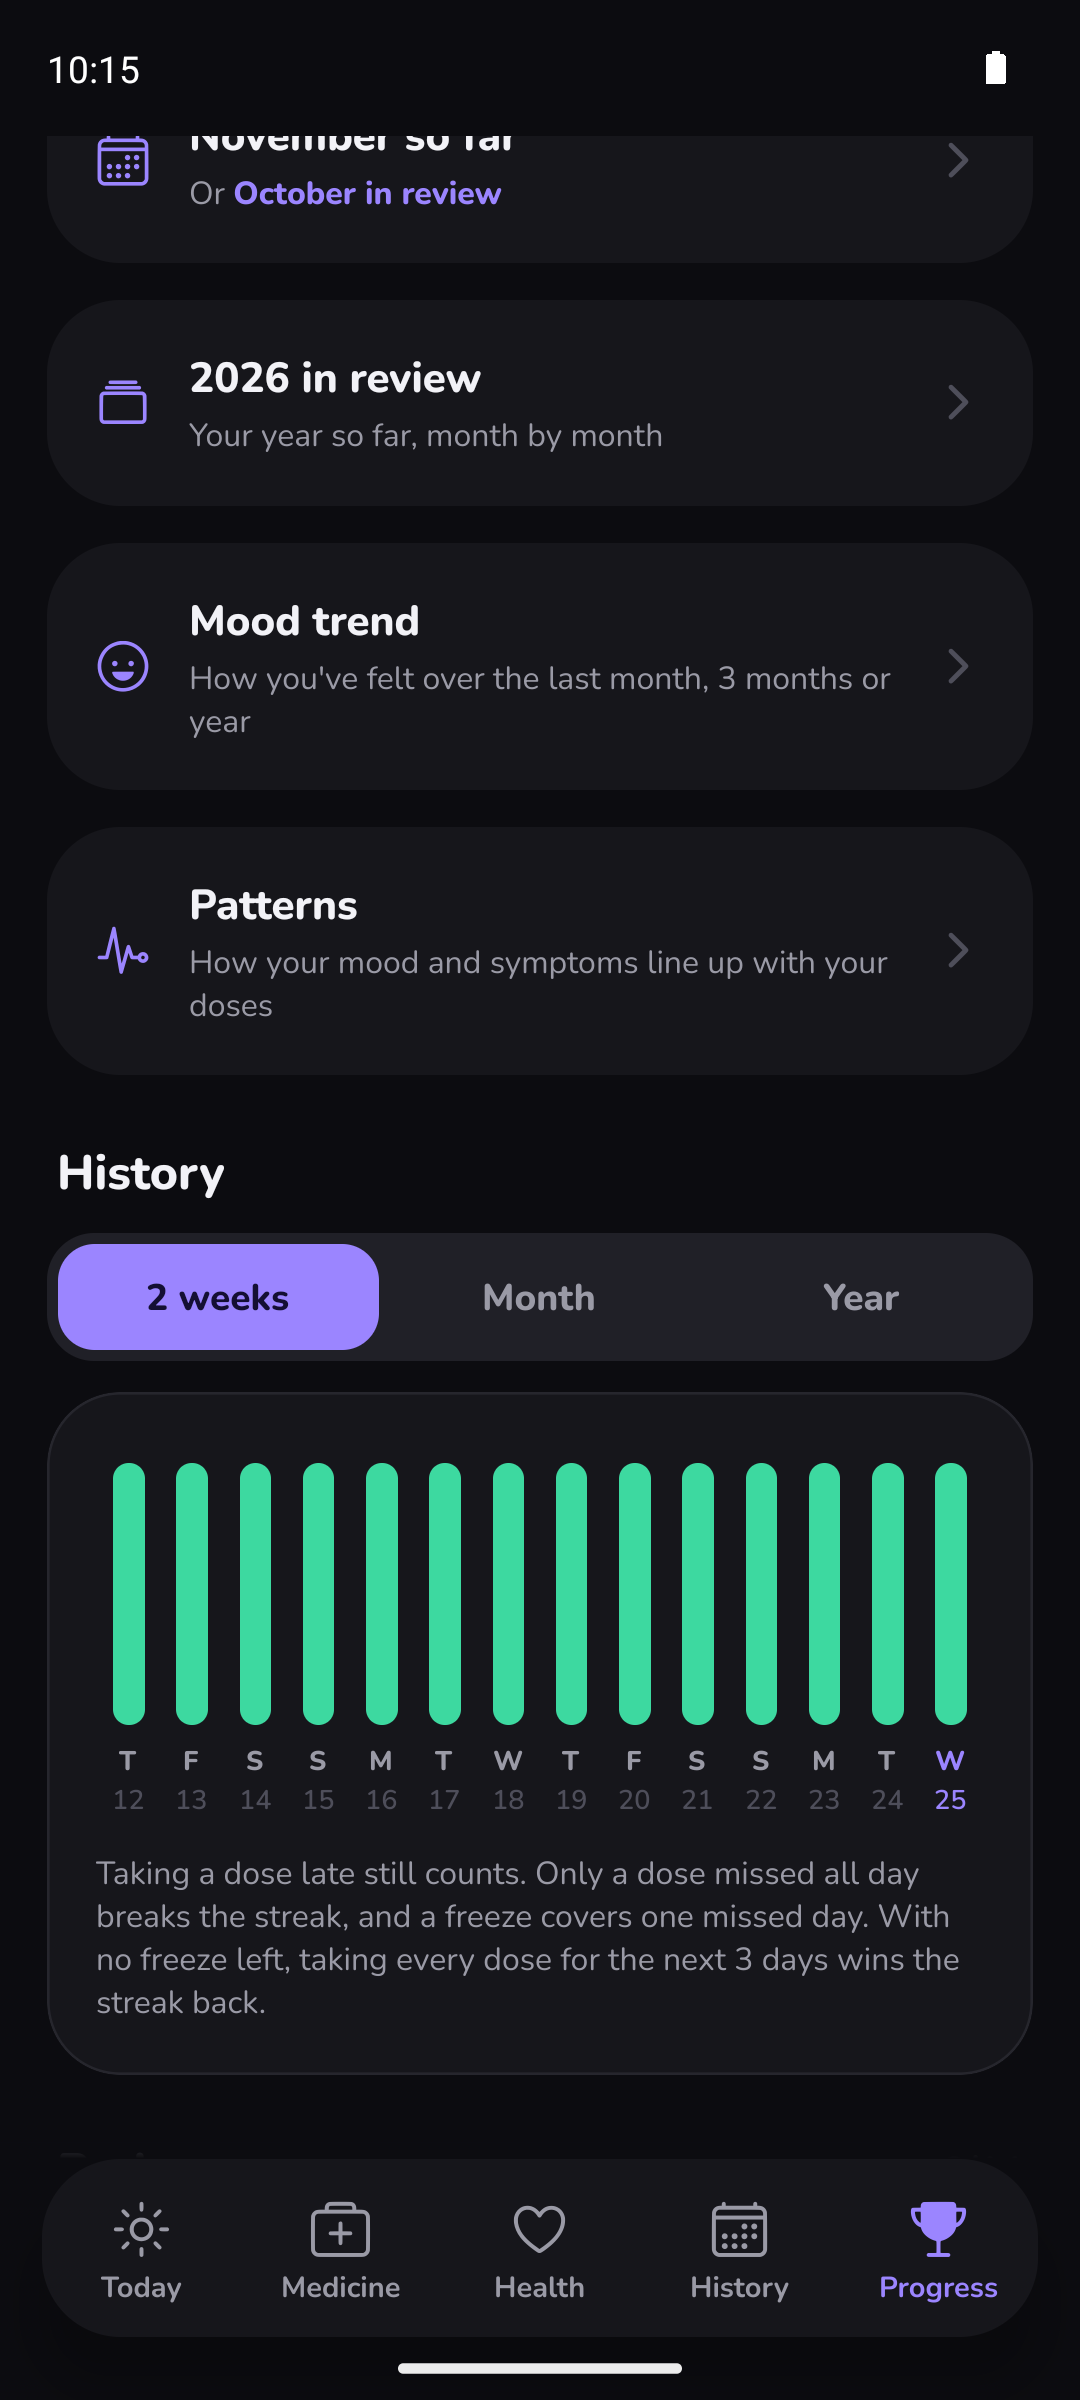 10:15
November so far
Or October in review
2026 in review
Your year so far, month by month
Mood trend
How you've felt over the last month, 3 months or
year
Patterns
How your mood and symptoms line up with your
doses
History
2 weeks Month Year
T F S S M T W T F S S M T W
12 13 14 15 16 17 18 19 20 21 22 23 24 25
Taking a dose late still counts. Only a dose missed all day
breaks the streak, and a freeze covers one missed day. With
no freeze left, taking every dose for the next 3 days wins the
streak back.
Today Medicine Health History Progress